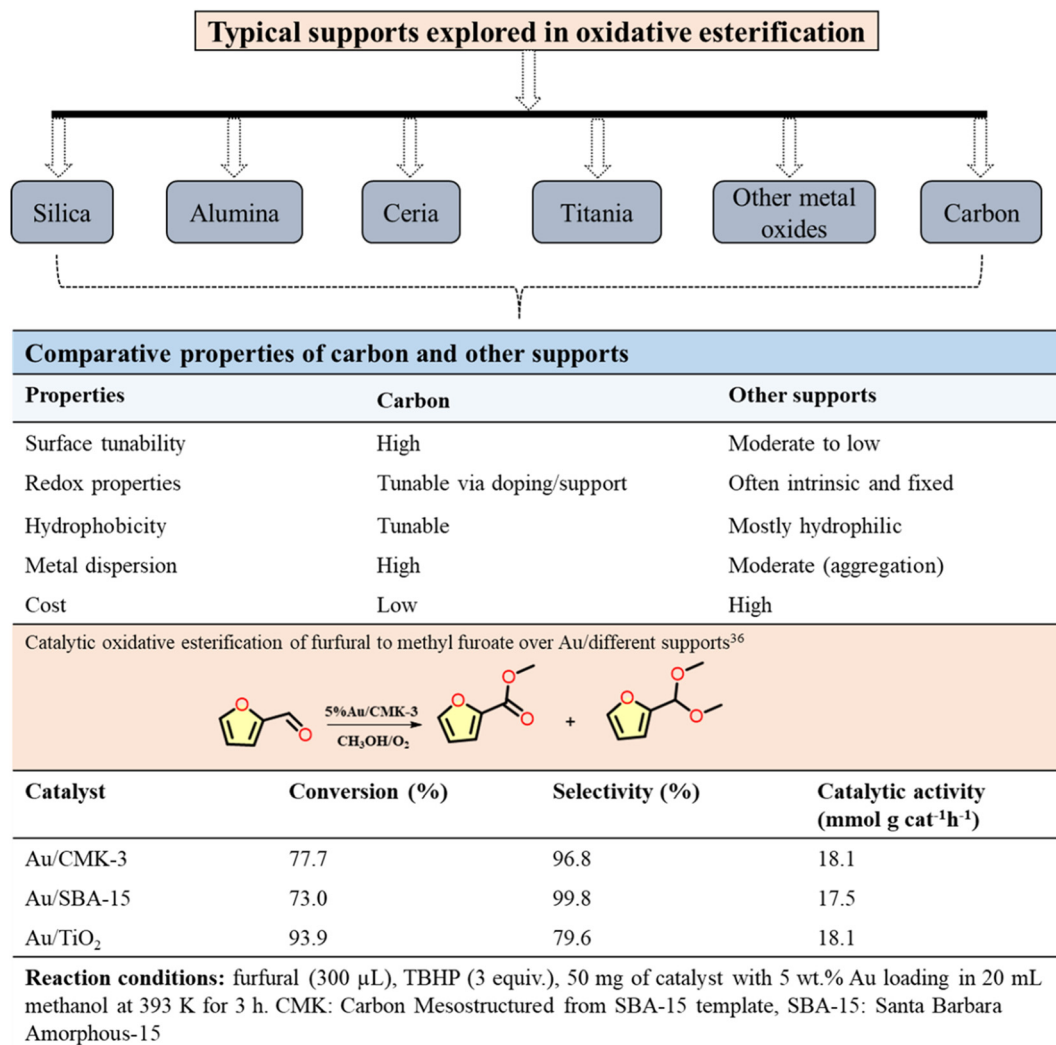 Typical supports explored in oxidative esterification
Silica
Alumina
Ceria
Titania
Other metal
oxides
Carbon
Comparative properties of carbon and other supports
Properties Carbon Other supports
Surface tunability High Moderate to low
Redox properties Tunable via doping/support Often intrinsic and fixed
Hydrophobicity Tunable Mostly hydrophilic
Metal dispersion High Moderate (aggregation)
Cost Low High
Catalytic oxidative esterification of furfural to methyl furoate over Au/different supports³⁶
O O 5%Au/CMK-3 CH₃OH/O₂ O O O + O O O
Catalyst Conversion (%) Selectivity (%) Catalytic activity
(mmol g cat⁻¹h⁻¹)
Au/CMK-3 77.7 96.8 18.1
Au/SBA-15 73.0 99.8 17.5
Au/TiO₂ 93.9 79.6 18.1
Reaction conditions: furfural (300 µL), TBHP (3 equiv.), 50 mg of catalyst with 5 wt.% Au loading in 20 mL
methanol at 393 K for 3 h. CMK: Carbon Mesostructured from SBA-15 template, SBA-15: Santa Barbara
Amorphous-15